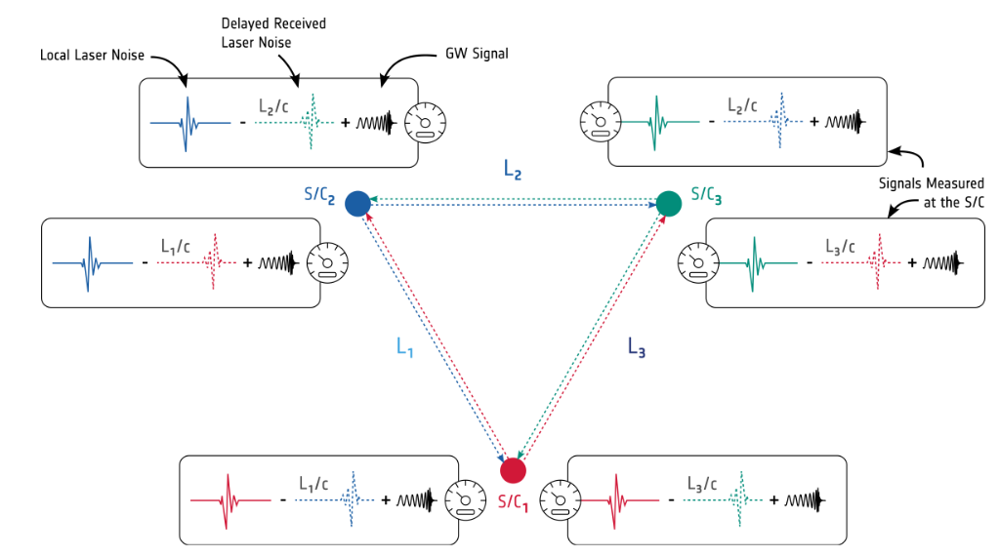 Delayed Received
Laser Noise
Local Laser Noise
GW Signal
L₂/c
-
+
L₂/c
-
+
L₂
S/C₂
S/C₃
Signals Measured
at the S/C
L₁/c
-
+
L₃/c
-
+
L₁
L₃
L₁/c
-
+
S/C₁
L₃/c
-
+